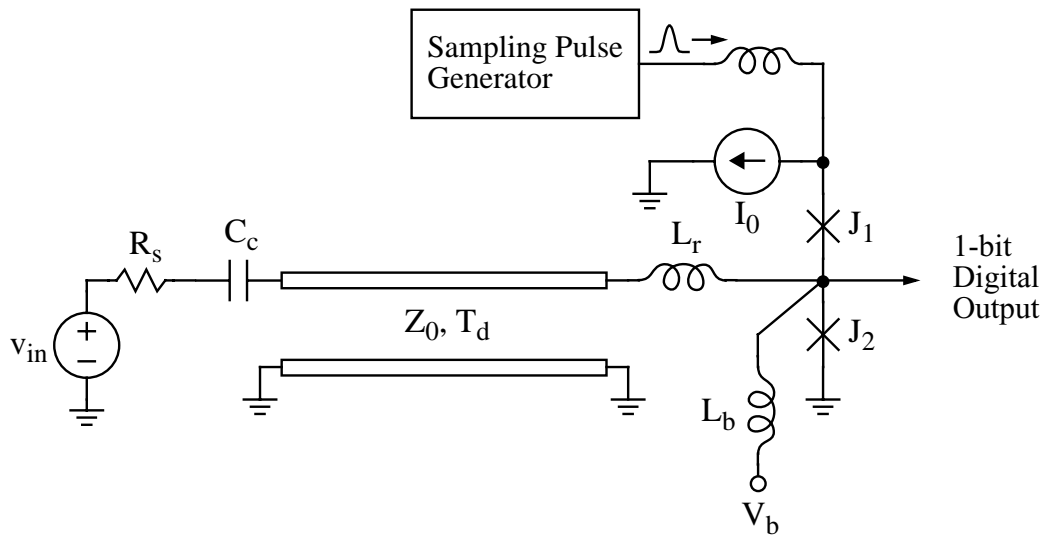 Sampling Pulse
Generator
I0
J1
Rs
Cc
Lr
1-bit
Digital
Output
vin
+
−
Z0, Td
J2
Lb
Vb